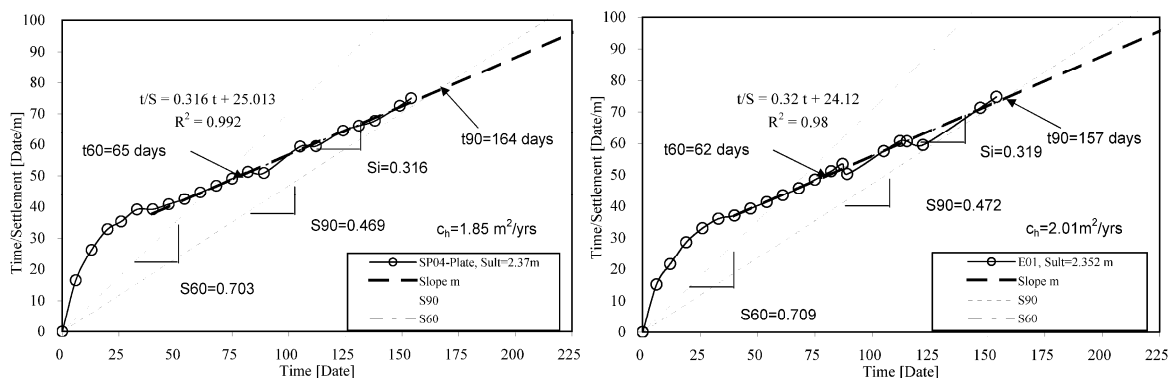 100
90
80
70
60
50
40
30
20
10
0
Time/Settlement [Date/m]
t/S = 0.316 t + 25.013
R² = 0.992
t60=65 days
t90=164 days
Si=0.316
S90=0.469
S60=0.703
cₕ=1.85 m²/yrs
SP04-Plate, Sult=2.37m
Slope m
S90
S60
0 25 50 75 100 125 150 175 200 225
Time [Date]
100
90
80
70
60
50
40
30
20
10
0
Time/Settlement [Date/m]
t/S = 0.32 t + 24.12
R² = 0.98
t60=62 days
t90=157 days
Si=0.319
S90=0.472
S60=0.709
cₕ=2.01m²/yrs
E01, Sult=2.352 m
Slope m
S90
S60
0 25 50 75 100 125 150 175 200 225
Time [Date]